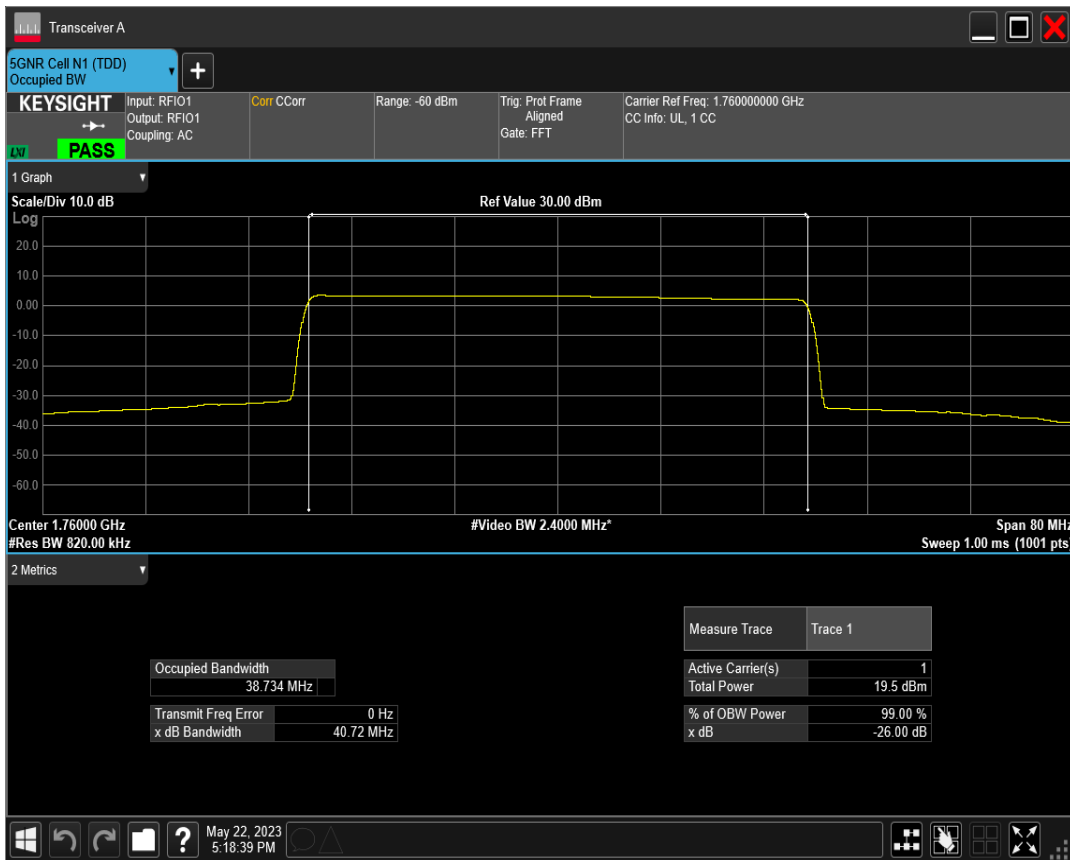 Transceiver A
5GNR Cell N1 (TDD)
Occupied BW
+
KEYSIGHT
LXI
PASS
Input: RFIO1
Output: RFIO1
Coupling: AC
Corr CCorr
Range: -60 dBm
Trig: Prot Frame
Aligned
Gate: FFT
Carrier Ref Freq: 1.760000000 GHz
CC Info: UL, 1 CC
1 Graph
Scale/Div 10.0 dB
Ref Value 30.00 dBm
Log
20.0
10.0
0.00
-10.0
-20.0
-30.0
-40.0
-50.0
-60.0
Center 1.76000 GHz
#Video BW 2.4000 MHz*
Span 80 MHz
#Res BW 820.00 kHz
Sweep 1.00 ms (1001 pts)
2 Metrics
Measure Trace Trace 1
Occupied Bandwidth
38.734 MHz
Transmit Freq Error 0 Hz
x dB Bandwidth 40.72 MHz
Active Carrier(s) 1
Total Power 19.5 dBm
% of OBW Power 99.00 %
x dB -26.00 dB
?
May 22, 2023
5:18:39 PM